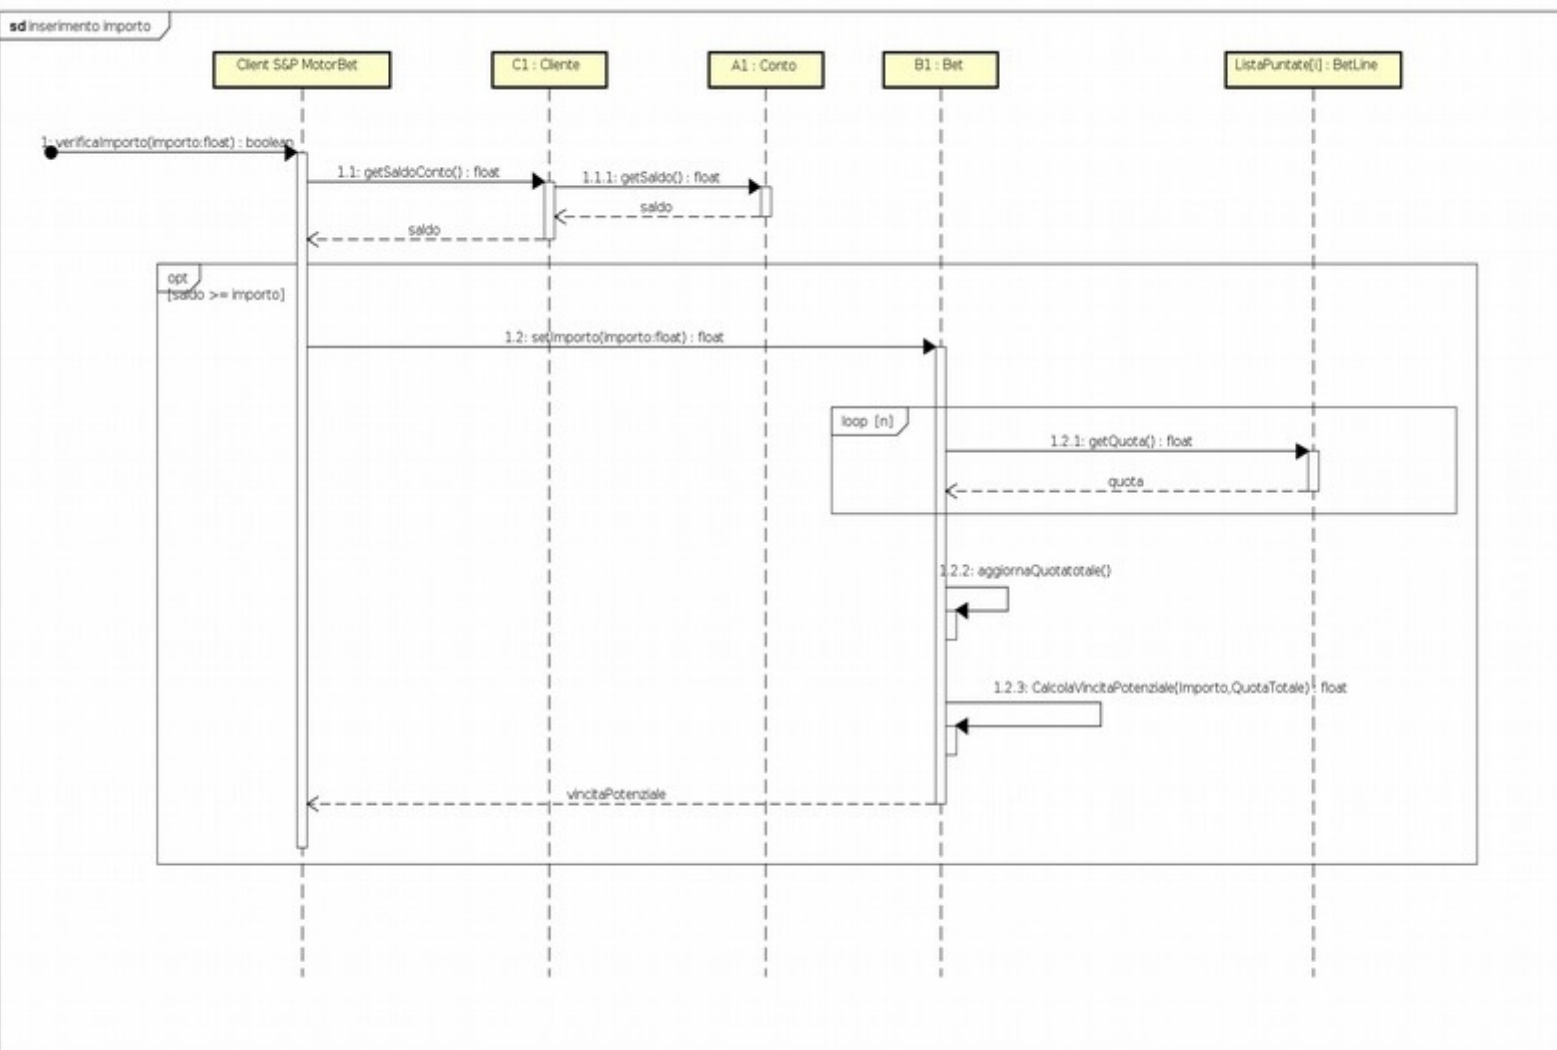 sd inserimento importo
Client S&P MotorBet
C1 : Cliente
A1 : Conto
B1 : Bet
ListaPuntate[i] : BetLine
1: verificaImporto(importo:float) : boolean
1.1: getSaldoConto() : float
1.1.1: getSaldo() : float
saldo
saldo
opt
[saldo >= importo]
1.2: setImporto(importo:float) : float
loop [n]
1.2.1: getQuota() : float
quota
1.2.2: aggiornaQuotatotale()
1.2.3: CalcolaVincitaPotenziale(Importo,QuotaTotale) : float
vincitaPotenziale